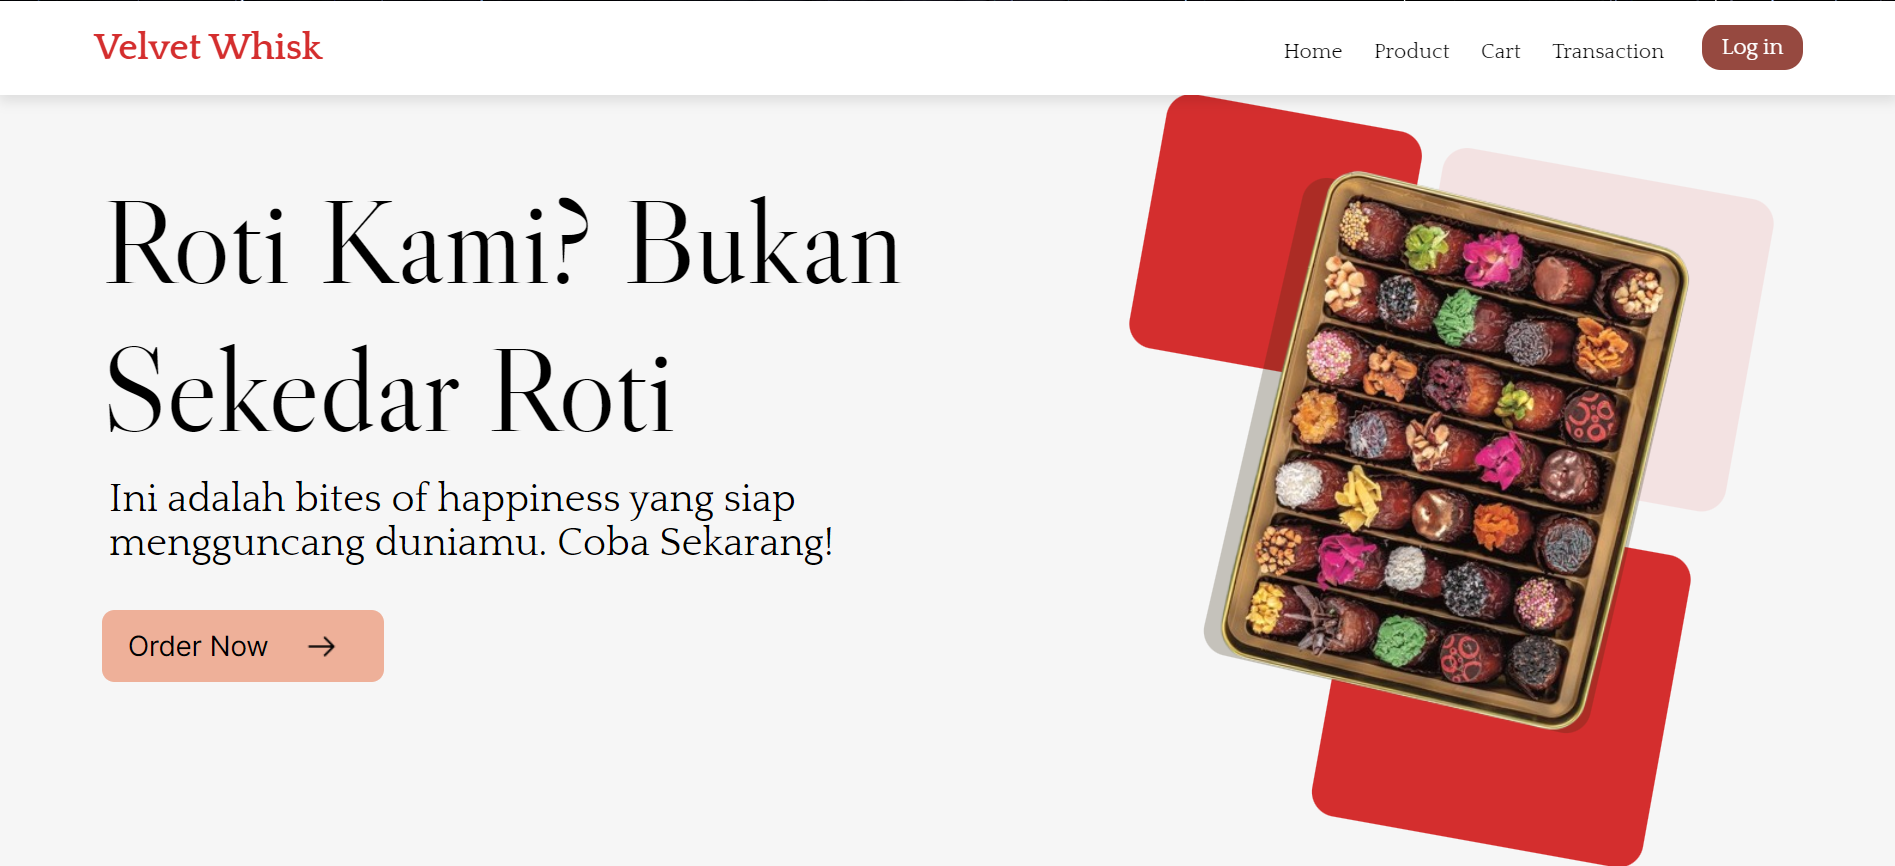 Velvet Whisk
Home Product Cart Transaction Log in
Roti Kami? Bukan
Sekedar Roti
Ini adalah bites of happiness yang siap
mengguncang duniamu. Coba Sekarang!
Order Now